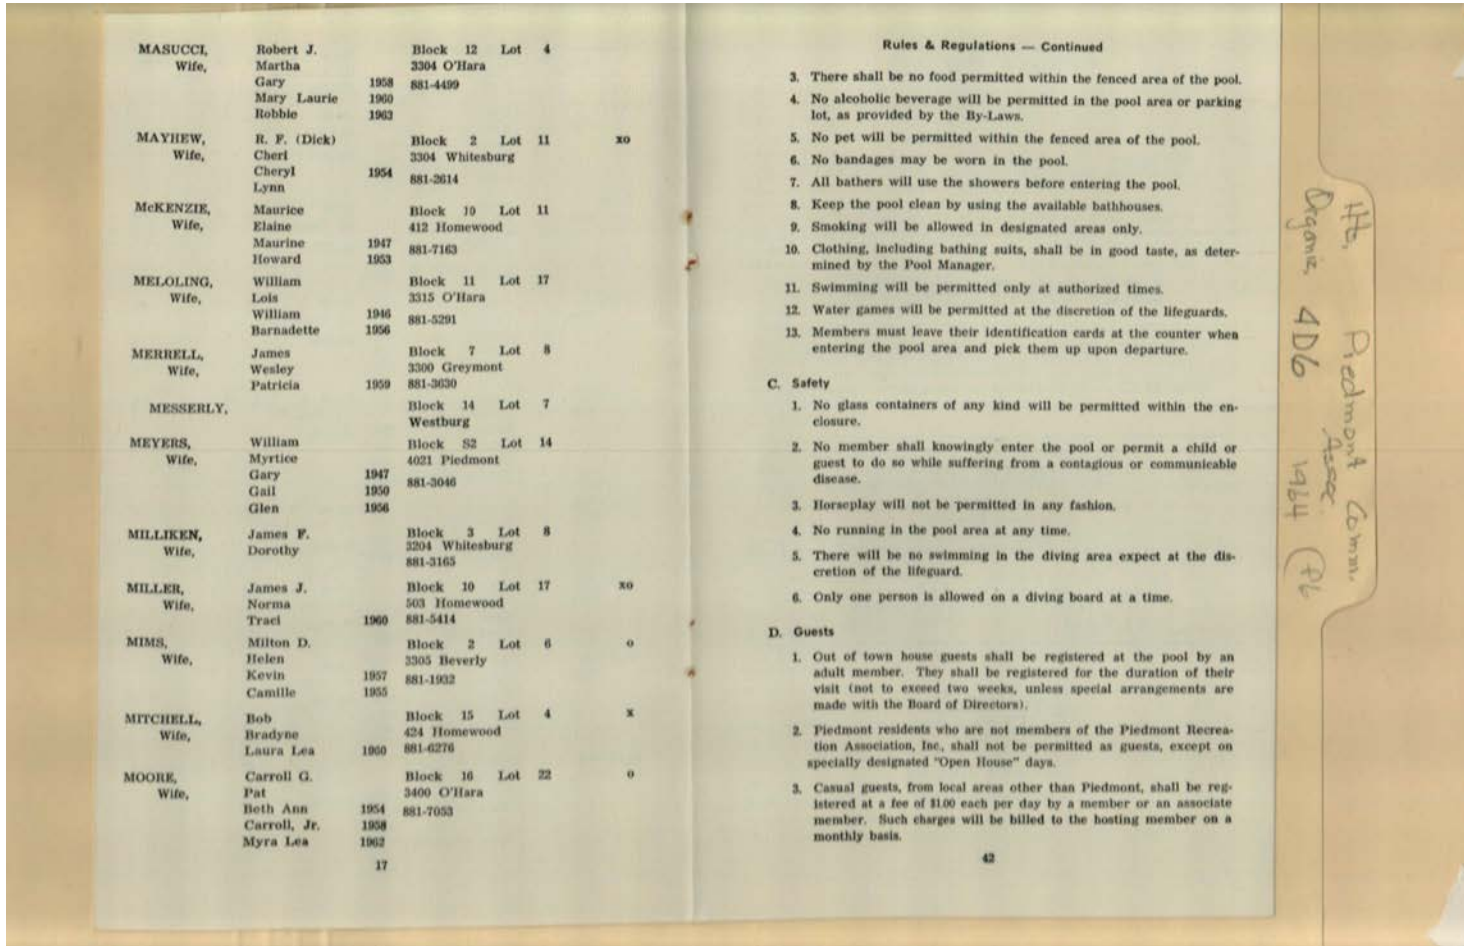 MASUCCI, Robert J. Block 12 Lot 4
Wife, Martha 3304 O'Hara
Gary 1958 881-4499
Mary Laurie 1960
Robbie 1963
MAYHEW, R. F. (Dick) Block 2 Lot 11 xo
Wife, Cheri 3304 Whitesburg
Cheryl 1954 881-2614
Lynn
McKENZIE, Maurice Block 10 Lot 11
Wife, Elaine 412 Homewood
Maurine 1947 881-7163
Howard 1953
MELOLING, William Block 11 Lot 17
Wife, Lois 3315 O'Hara
William 1946 881-5291
Barnadette 1956
MERRELL, James Block 7 Lot 8
Wife, Wesley 3300 Greymont
Patricia 1959 881-3630
MESSERLY, Block 14 Lot 7
Westburg
MEYERS, William Block S2 Lot 14
Wife, Myrtice 4021 Piedmont
Gary 1947 881-3046
Gail 1950
Glen 1956
MILLIKEN, James F. Block 3 Lot 8
Wife, Dorothy 3204 Whitesburg
881-3165
MILLER, James J. Block 10 Lot 17 xo
Wife, Norma 503 Homewood
Traci 1960 881-5414
MIMS, Milton D. Block 2 Lot 6 o
Wife, Helen 3305 Beverly
Kevin 1957 881-1932
Camille 1955
MITCHELL, Bob Block 15 Lot 4 x
Wife, Bradyne 424 Homewood
Laura Lea 1960 881-6276
MOORE, Carroll G. Block 16 Lot 22 o
Wife, Pat 3400 O'Hara
Beth Ann 1954 881-7053
Carroll, Jr. 1958
Myra Lea 1962
17
Rules & Regulations — Continued
3. There shall be no food permitted within the fenced area of the pool.
4. No alcoholic beverage will be permitted in the pool area or parking
lot, as provided by the By-Laws.
5. No pet will be permitted within the fenced area of the pool.
6. No bandages may be worn in the pool.
7. All bathers will use the showers before entering the pool.
8. Keep the pool clean by using the available bathhouses.
9. Smoking will be allowed in designated areas only.
10. Clothing, including bathing suits, shall be in good taste, as deter-
mined by the Pool Manager.
11. Swimming will be permitted only at authorized times.
12. Water games will be permitted at the discretion of the lifeguards.
13. Members must leave their identification cards at the counter when
entering the pool area and pick them up upon departure.
C. Safety
1. No glass containers of any kind will be permitted within the en-
closure.
2. No member shall knowingly enter the pool or permit a child or
guest to do so while suffering from a contagious or communicable
disease.
3. Horseplay will not be permitted in any fashion.
4. No running in the pool area at any time.
5. There will be no swimming in the diving area expect at the dis-
cretion of the lifeguard.
6. Only one person is allowed on a diving board at a time.
D. Guests
1. Out of town house guests shall be registered at the pool by an
adult member. They shall be registered for the duration of their
visit (not to exceed two weeks, unless special arrangements are
made with the Board of Directors).
2. Piedmont residents who are not members of the Piedmont Recrea-
tion Association, Inc., shall not be permitted as guests, except on
specially designated "Open House" days.
3. Casual guests, from local areas other than Piedmont, shall be reg-
istered at a fee of $1.00 each per day by a member or an associate
member. Such charges will be billed to the hosting member on a
monthly basis.
42
Piedmont Comm.
Assoc.
Organiz. 4D6 1964